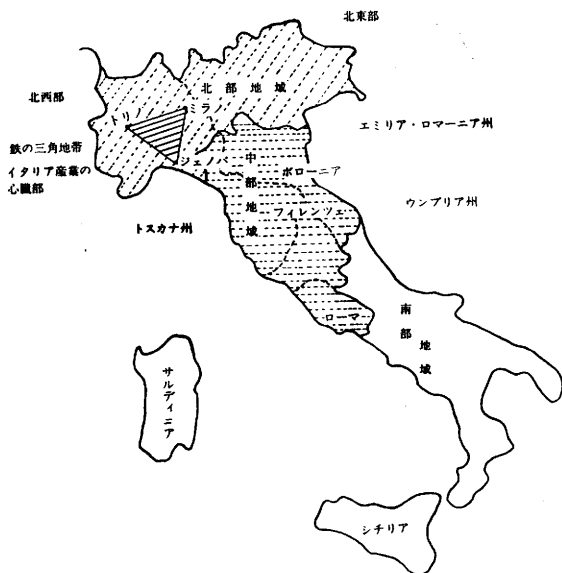 北東部
北部地域
北西部
トリノ
ミラノ
エミリア・ロマーニア州
鉄の三角地帯
イタリア産業の
心臓部
ジェノバ
中部地域
ボローニア
フィレンツェ
ウンブリア州
トスカナ州
ローマ
南部地域
サルディニア
シチリア